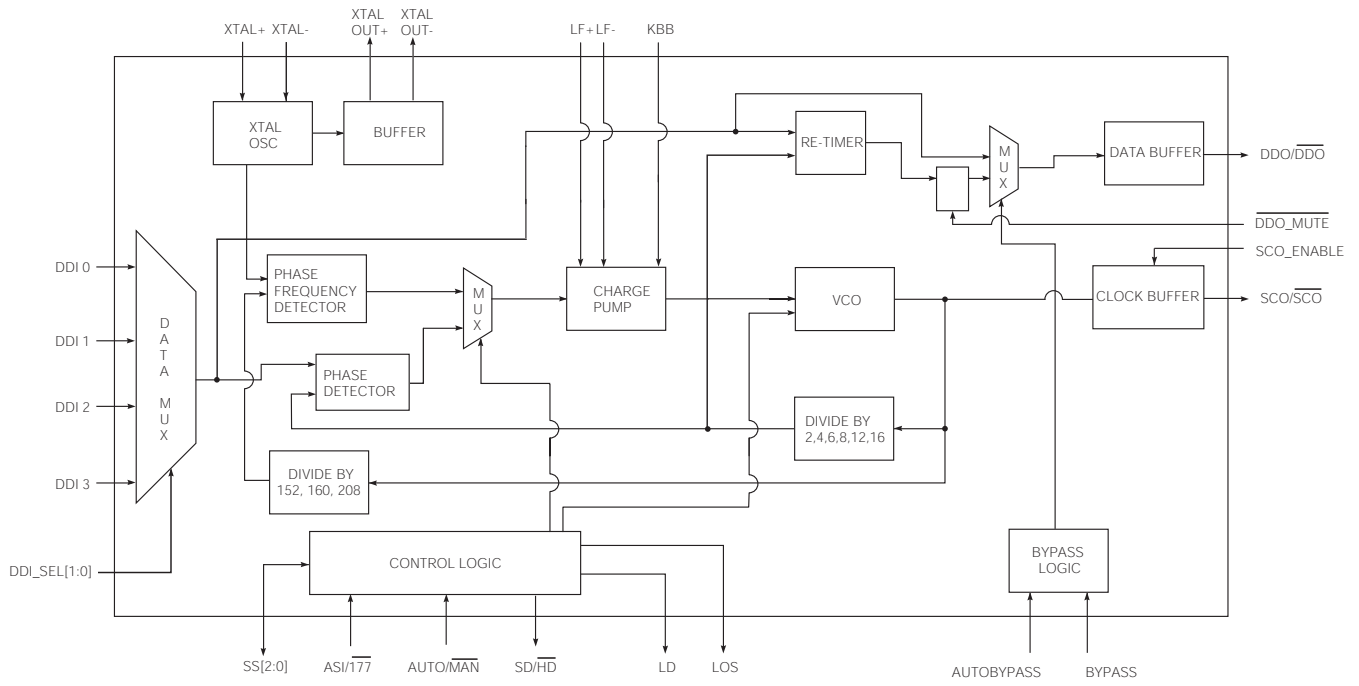 XTAL+ XTAL-
XTAL
OUT+
XTAL
OUT-
LF+ LF-
KBB
XTAL
OSC
BUFFER
RE-TIMER
M
U
X
DATA BUFFER
DDO/DDO
DDO_MUTE
SCO_ENABLE
DDI 0
DDI 1
DDI 2
DDI 3
D
A
T
A
M
U
X
PHASE
FREQUENCY
DETECTOR
M
U
X
CHARGE
PUMP
VCO
CLOCK BUFFER
SCO/SCO
PHASE
DETECTOR
DIVIDE BY
2,4,6,8,12,16
DIVIDE BY
152, 160, 208
DDI_SEL[1:0]
CONTROL LOGIC
BYPASS
LOGIC
SS[2:0]
ASI/177
AUTO/MAN
SD/HD
LD
LOS
AUTOBYPASS
BYPASS